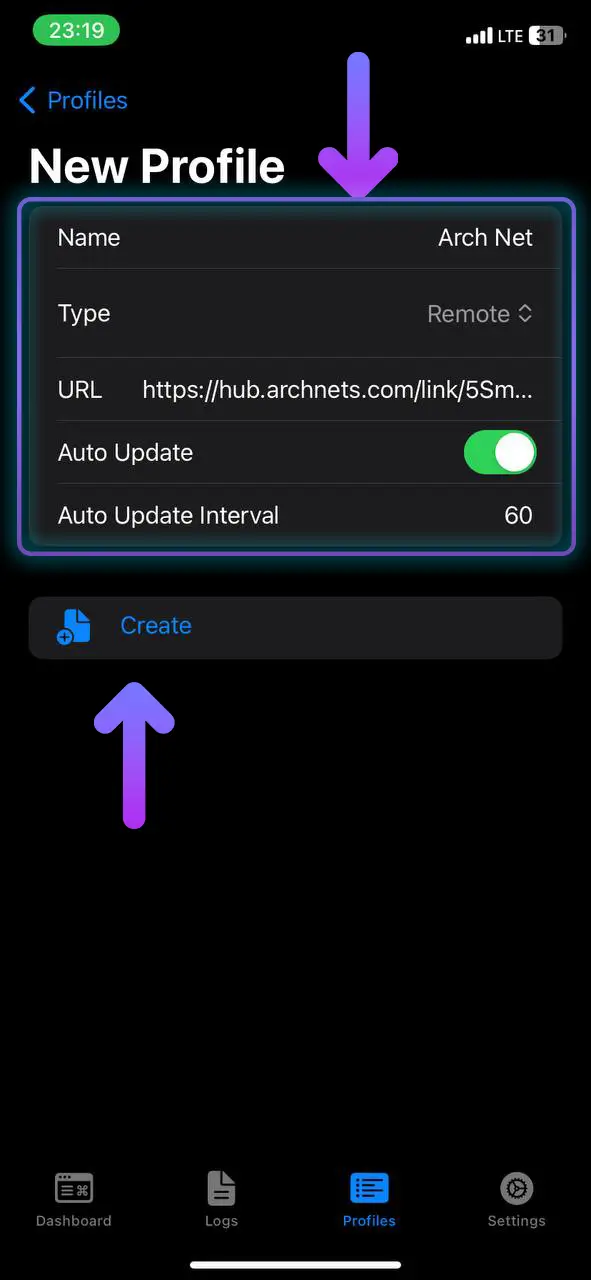 23:19
LTE 31
Profiles
New Profile
Name Arch Net
Type Remote
URL https://hub.archnets.com/link/5Sm...
Auto Update
Auto Update Interval 60
Create
Dashboard Logs Profiles Settings